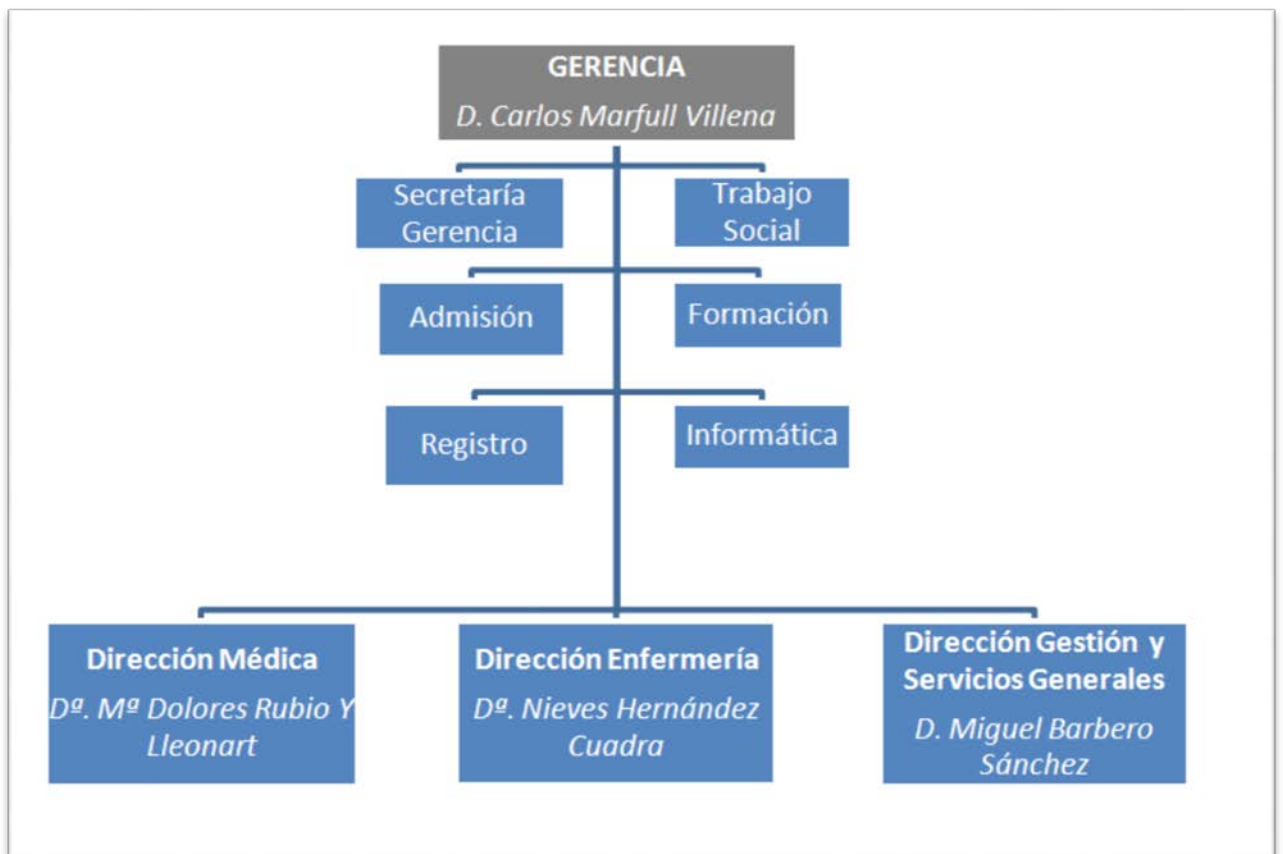 GERENCIA
D. Carlos Marfull Villena
Secretaría
Gerencia
Trabajo
Social
Admisión
Formación
Registro
Informática
Dirección Médica
Dª. Mª Dolores Rubio Y
Lleonart
Dirección Enfermería
Dª. Nieves Hernández
Cuadra
Dirección Gestión y
Servicios Generales
D. Miguel Barbero
Sánchez